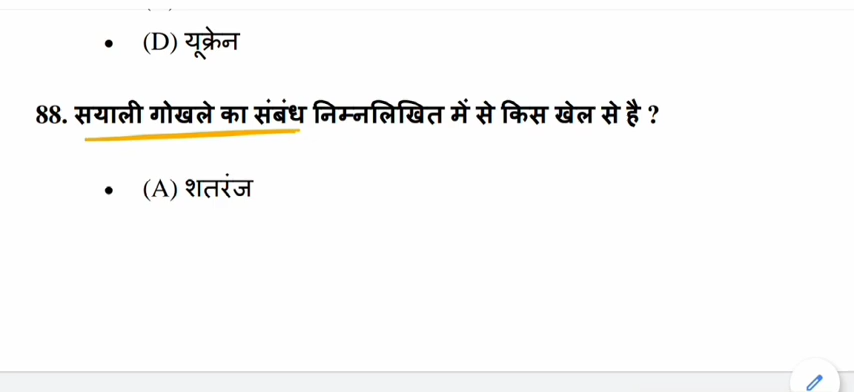 (D) यूक्रेन
88. सयाली गोखले का संबंध निम्नलिखित में से किस खेल से है ?
(A) शतरंज